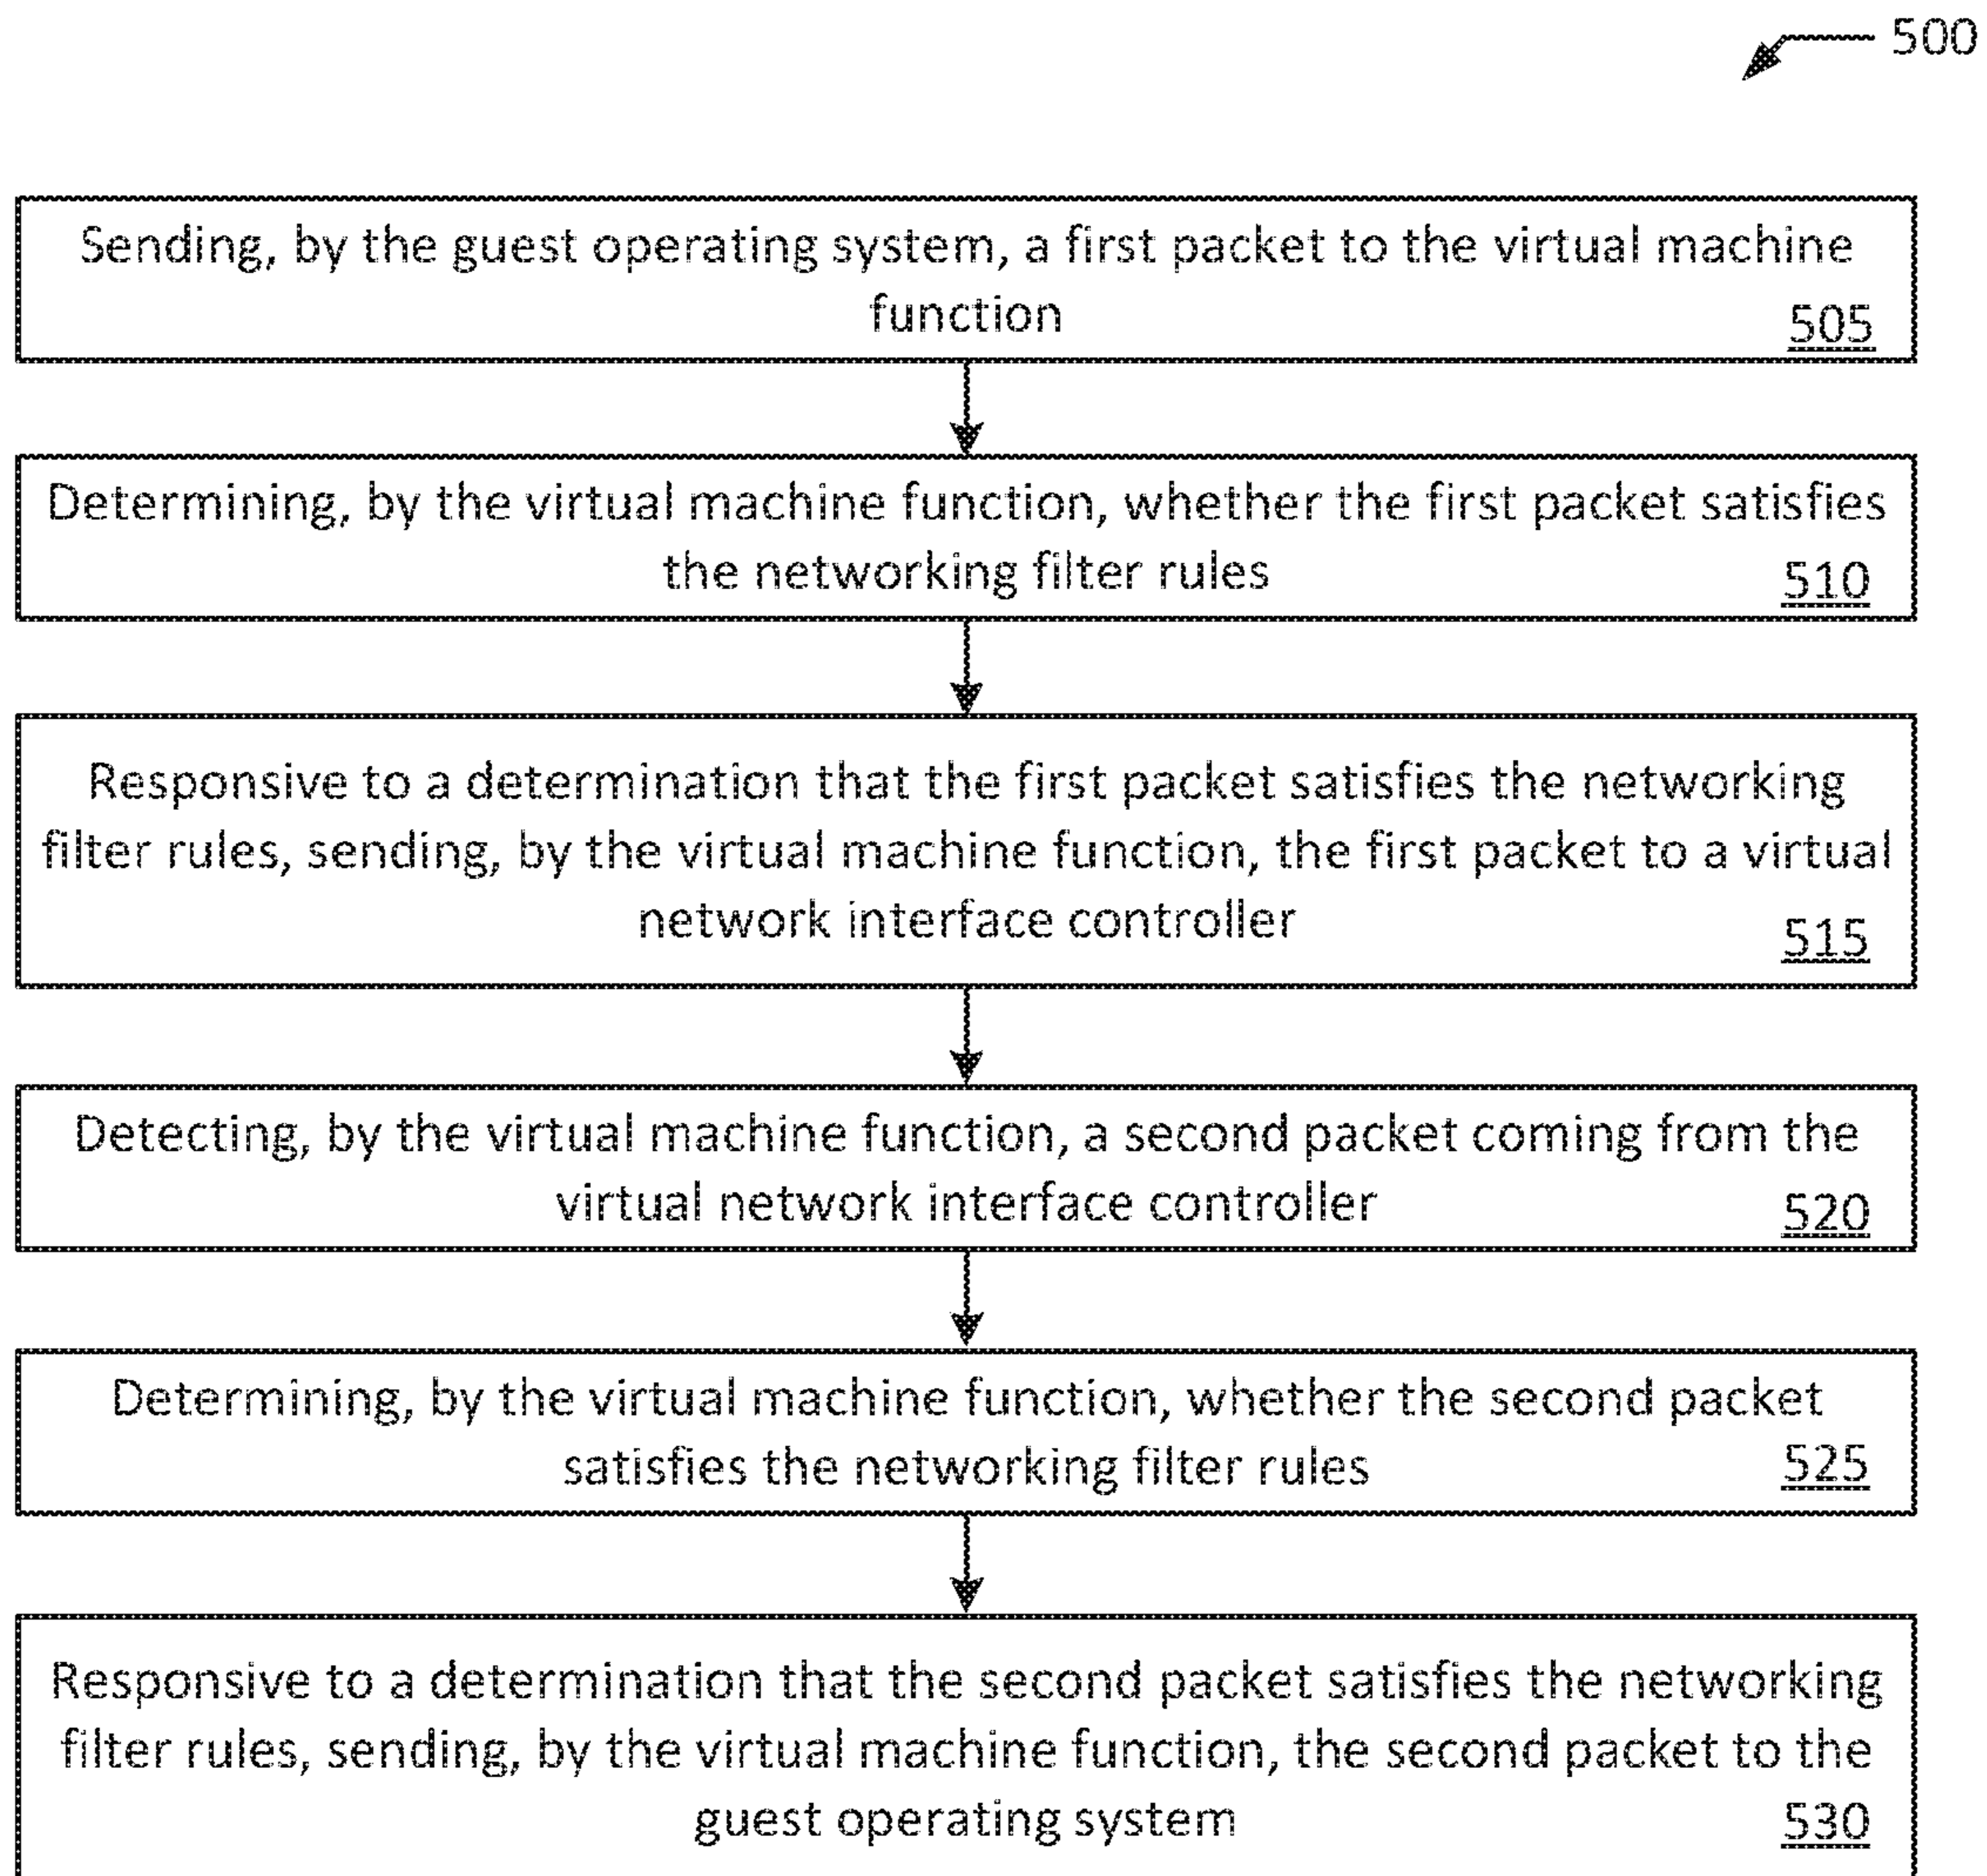 500
Sending, by the guest operating system, a first packet to the virtual machine
function
505
Determining, by the virtual machine function, whether the first packet satisfies
the networking filter rules
510
Responsive to a determination that the first packet satisfies the networking
filter rules, sending, by the virtual machine function, the first packet to a virtual
network interface controller
515
Detecting, by the virtual machine function, a second packet coming from the
virtual network interface controller
520
Determining, by the virtual machine function, whether the second packet
satisfies the networking filter rules
525
Responsive to a determination that the second packet satisfies the networking
filter rules, sending, by the virtual machine function, the second packet to the
guest operating system
530